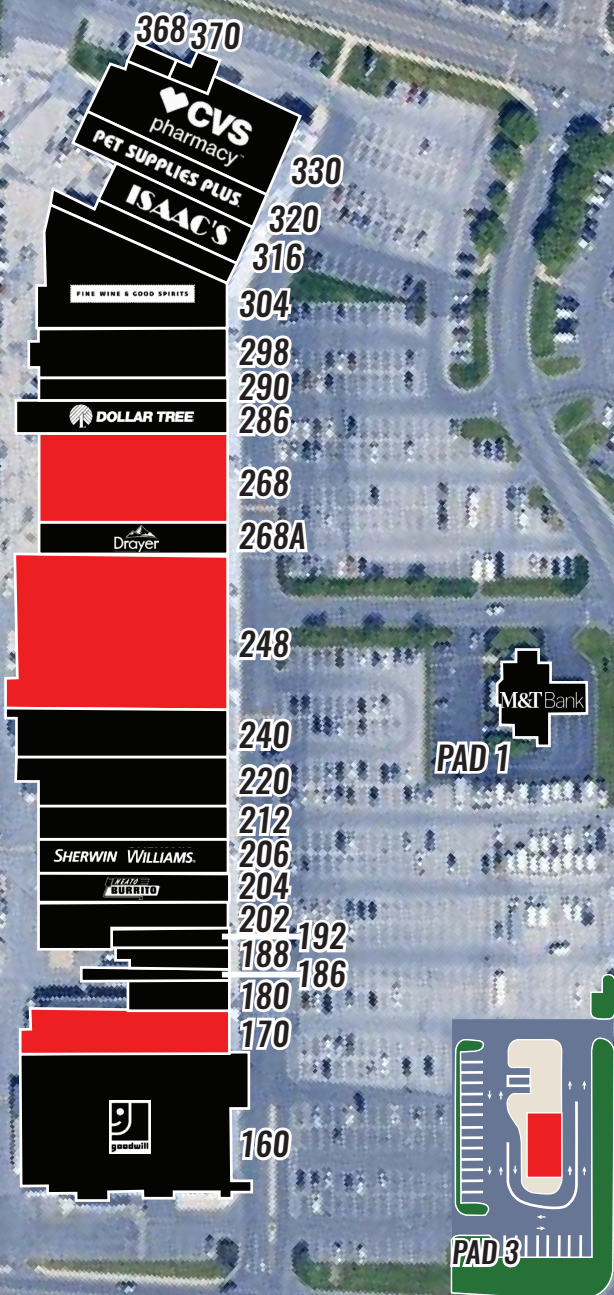 368 370
CVS
pharmacy
330
PET SUPPLIES PLUS.
320
ISAAC'S
316
FINE WINE & GOOD SPIRITS
304
298
290
DOLLAR TREE
286
268
Drayer
268A
248
M&T Bank
PAD 1
240
220
212
SHERWIN WILLIAMS.
206
NEATO
BURRITO
204
202
192
188
186
180
170
goodwill
160
PAD 3